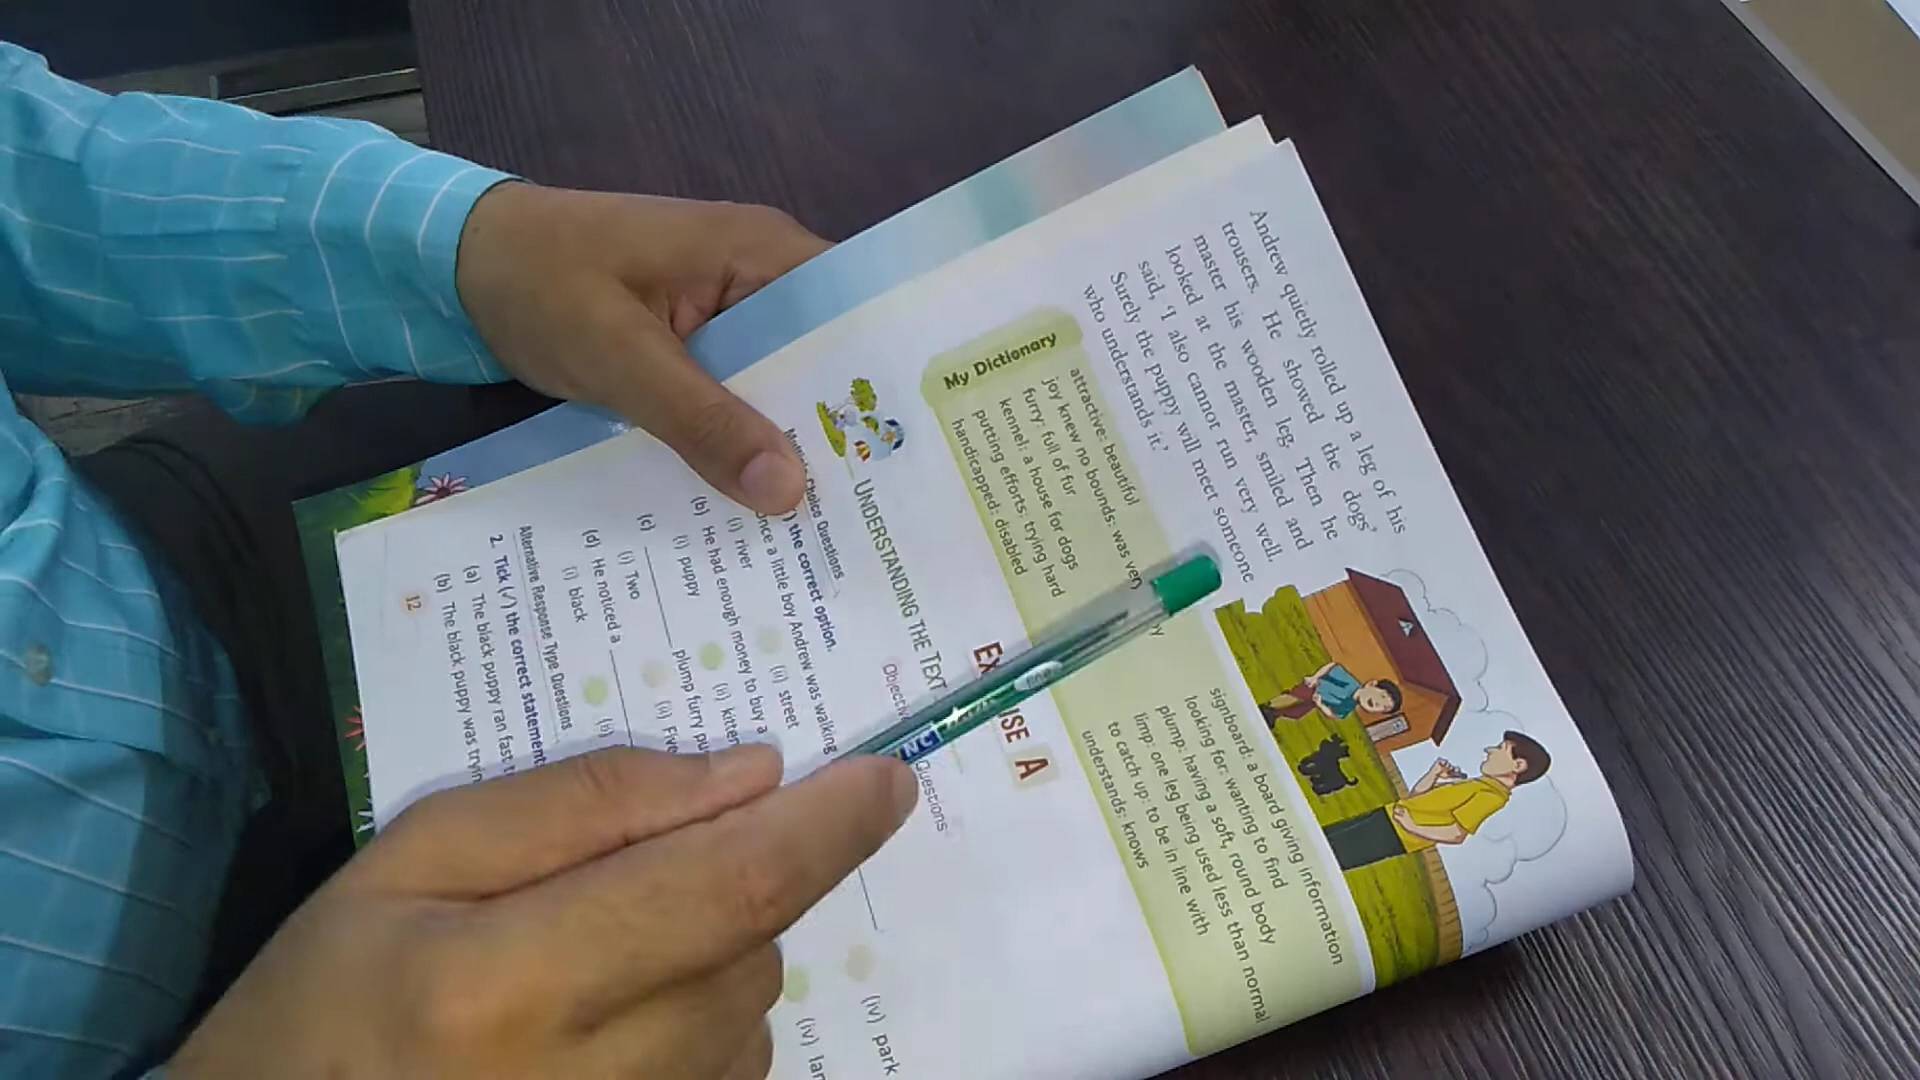 Andrew quietly rolled up a leg of his
trousers. He showed the dogs'
master his wooden leg. Then he
looked at the master, smiled and
said, 'I also cannot run very well.
Surely the puppy will meet someone
who understands it.'
My Dictionary
attractive: beautiful
joy knew no bounds: was very
furry: full of fur
kennel: a house for dogs
putting efforts: trying hard
handicapped: disabled
signboard: a board giving information
looking for: wanting to find
plump: having a soft, round body
limp: one leg being used less than normal
to catch up: to be in line with
understands: knows
EX ISE A
UNDERSTANDING THE TEXT
Questions
Choice Questions
the correct option.
once a little boy Andrew was walking
(i) river (ii) street (iv) park
(b) He had enough money to buy a
(i) puppy (ii) kitten (iv)
(c) plump furry
(i) Two (ii) Five
(d) He noticed a
(i) black
Alternative Response Type Questions
2. Tick (✓) the correct statement
(a) The black puppy ran fast
(b) The black puppy was
12